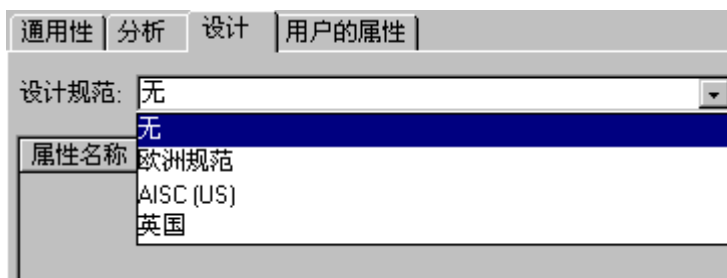 通用性 分析 设计 用户的属性
设计规范: 无
无
属性名称 欧洲规范
AISC (US)
英国